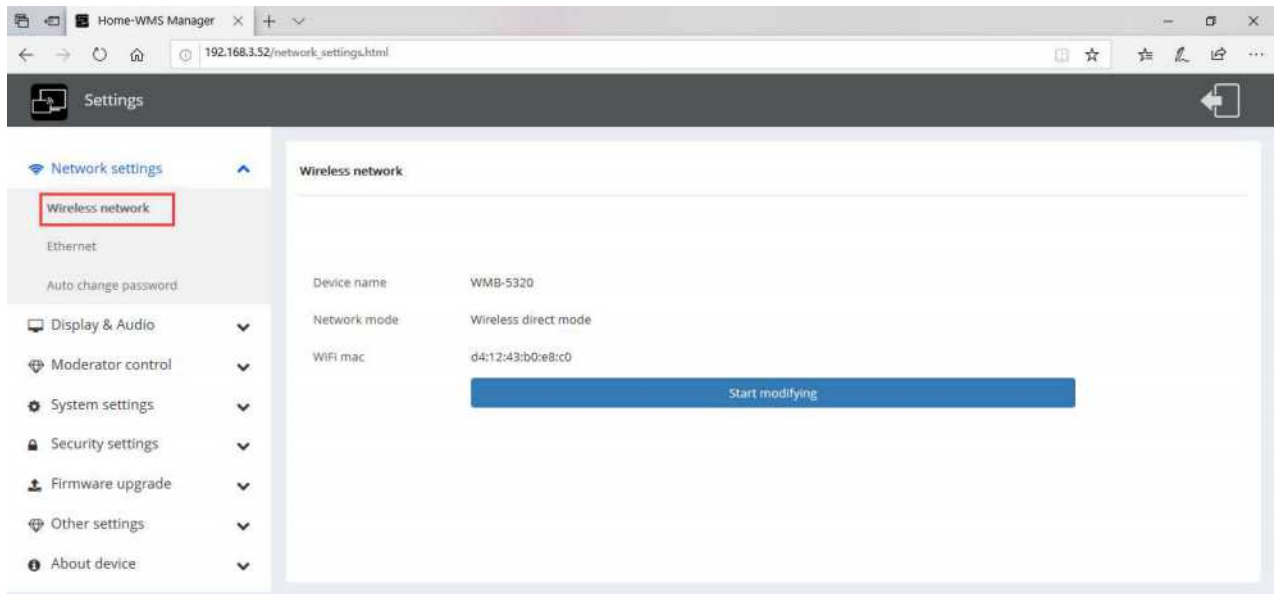 Home-WMS Manager
192.168.3.52/network_settings.html
Settings
Network settings
Wireless network
Ethernet
Auto change password
Display & Audio
Moderator control
System settings
Security settings
Firmware upgrade
Other settings
About device
Wireless network
Device name WMB-5320
Network mode Wireless direct mode
WiFi mac d4:12:43:b0:e8:c0
Start modifying